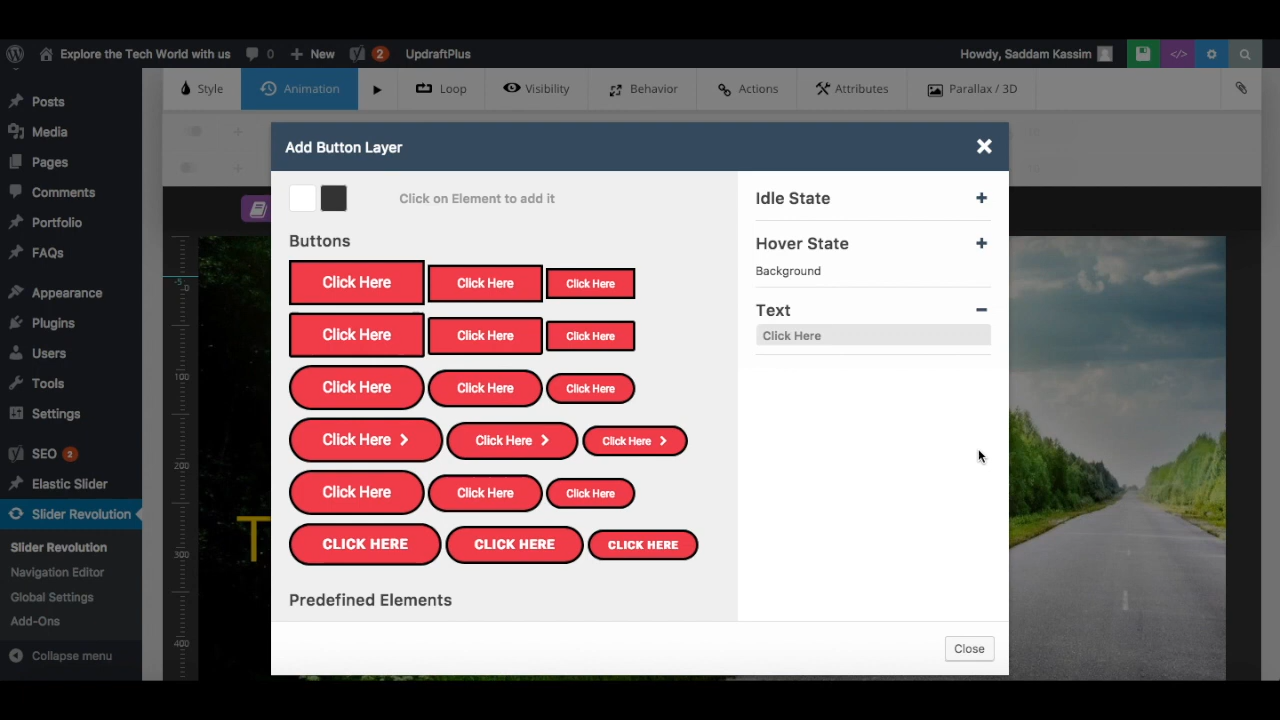 Explore the Tech World with us
0
New
2
UpdraftPlus
Howdy, Saddam Kassim
</>
Posts
Media
Pages
Comments
Portfolio
FAQs
Appearance
Plugins
Users
Tools
Settings
SEO 2
Elastic Slider
Slider Revolution
Slider Revolution
Navigation Editor
Global Settings
Add-Ons
Collapse menu
Style
Animation
Loop
Visibility
Behavior
Actions
Attributes
Parallax / 3D
Add Button Layer
Click on Element to add it
Buttons
Click Here Click Here Click Here
Click Here Click Here Click Here
Click Here Click Here Click Here
Click Here Click Here Click Here
Click Here Click Here Click Here
CLICK HERE CLICK HERE CLICK HERE
Predefined Elements
Idle State
Hover State
Background
Text
Click Here
Close
-5
0
100
200
300
400
T